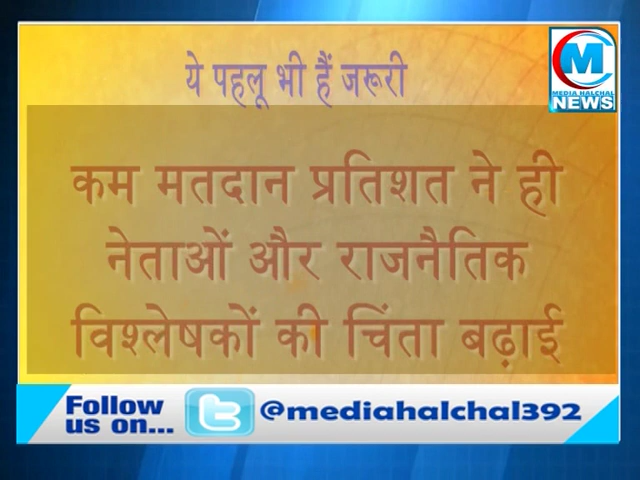 ये पहलू भी हैं जरूरी
M
MEDIA HALCHAL
NEWS
कम मतदान प्रतिशत ने ही
नेताओं और राजनैतिक
विश्लेषकों की चिंता बढ़ाई
Follow
us on...
@mediahalchal392